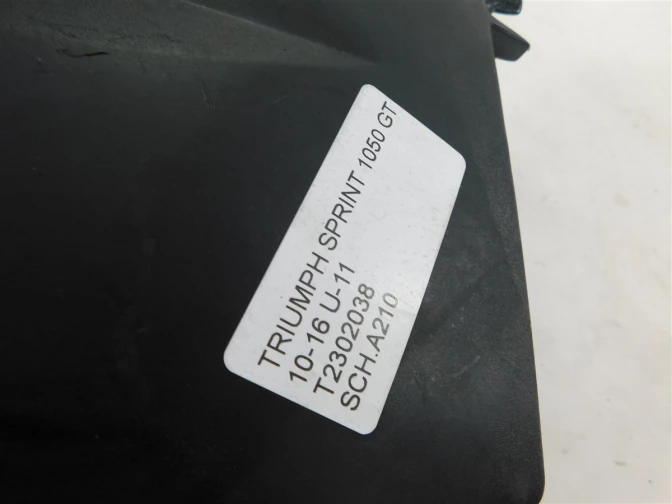 TRIUMPH SPRINT 1050 GT
10-16 U-11
T2302038
SCH.A210